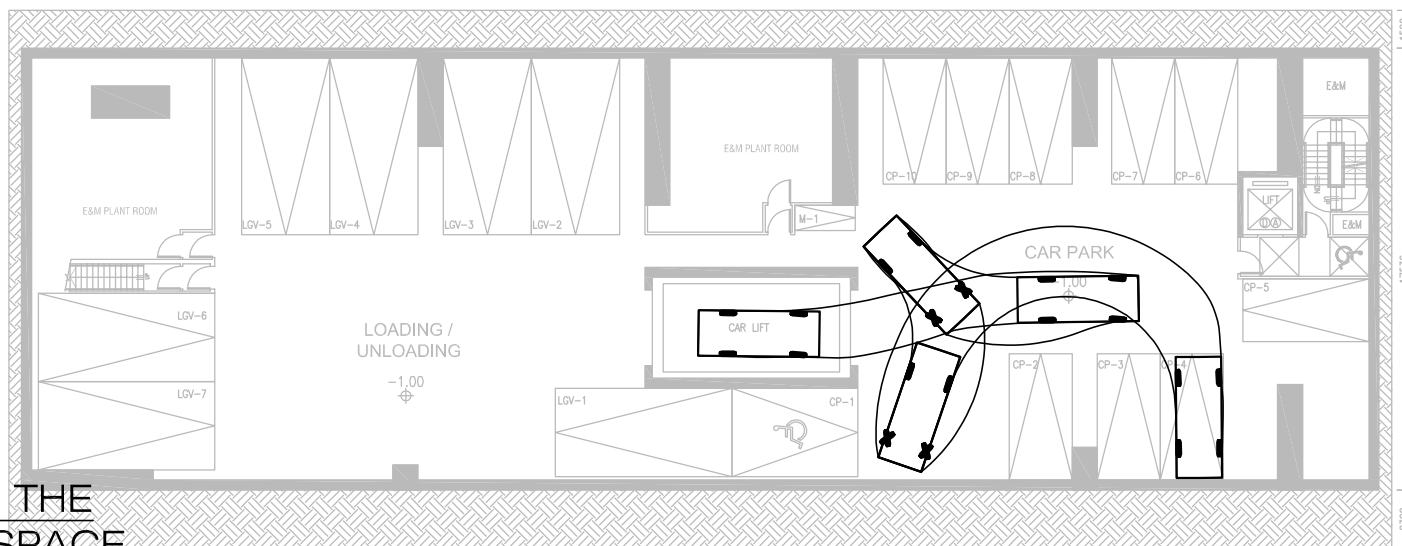 E&M
E&M PLANT ROOM
CP-10
CP-9
CP-8
CP-7
CP-6
LIFT
E&M PLANT ROOM
LGV-5
LGV-4
LGV-3
LGV-2
M-1
E&M
CAR PARK
-1.00
CP-5
LGV-6
LOADING /
UNLOADING
-1.00
CAR LIFT
LGV-7
LGV-1
CP-1
CP-2
CP-3
CP-4
THE
SPACE